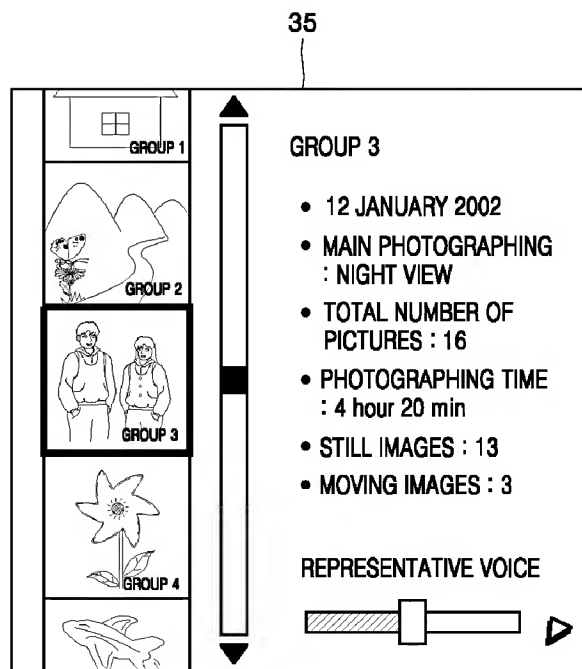 35
GROUP 1
GROUP 2
GROUP 3
GROUP 4
GROUP 3
• 12 JANUARY 2002
• MAIN PHOTOGRAPHING
: NIGHT VIEW
• TOTAL NUMBER OF
PICTURES : 16
• PHOTOGRAPHING TIME
: 4 hour 20 min
• STILL IMAGES : 13
• MOVING IMAGES : 3
REPRESENTATIVE VOICE